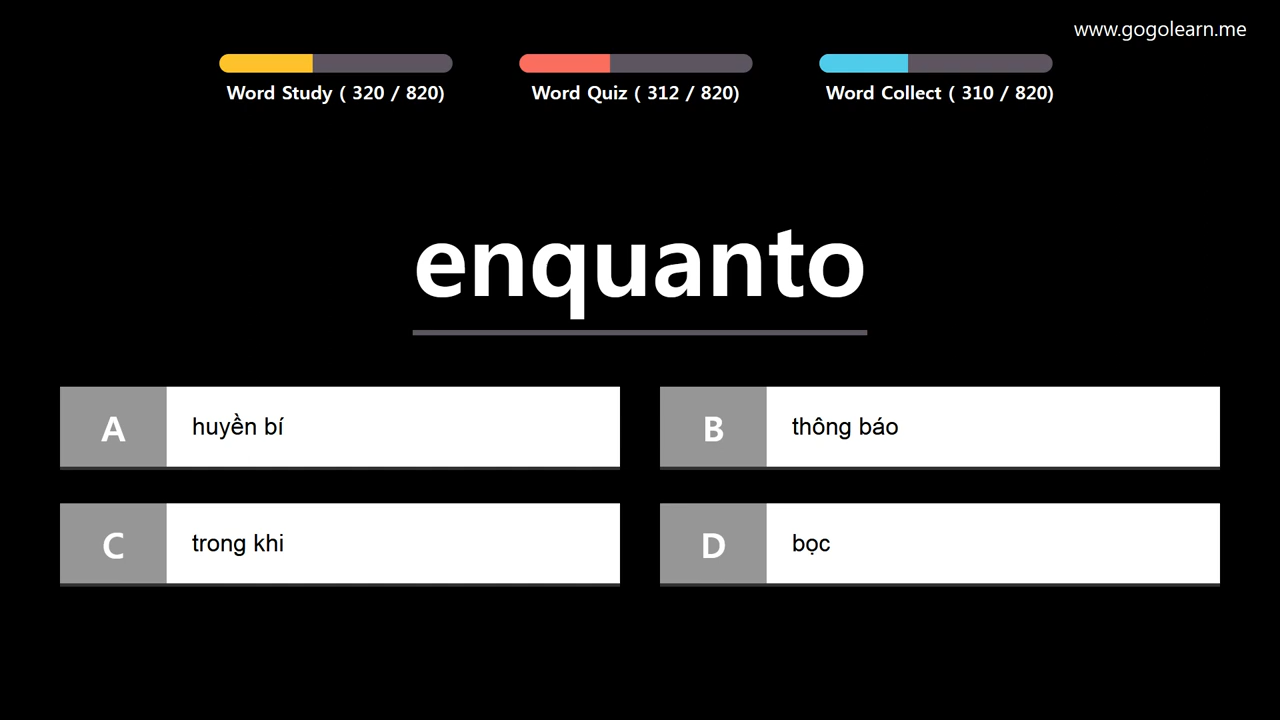 www.gogolearn.me
Word Study ( 320 / 820)
Word Quiz ( 312 / 820)
Word Collect ( 310 / 820)
enquanto
A huyền bí
B thông báo
C trong khi
D bọc